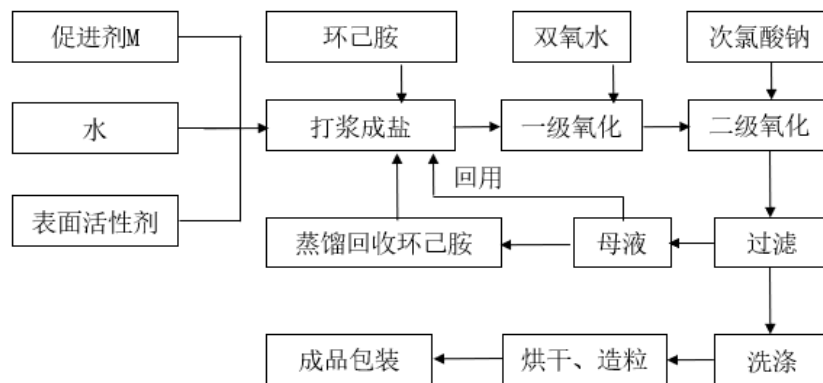 促进剂M
环己胺
双氧水
次氯酸钠
水
打浆成盐
一级氧化
二级氧化
回用
表面活性剂
蒸馏回收环己胺
母液
过滤
成品包装
烘干、造粒
洗涤